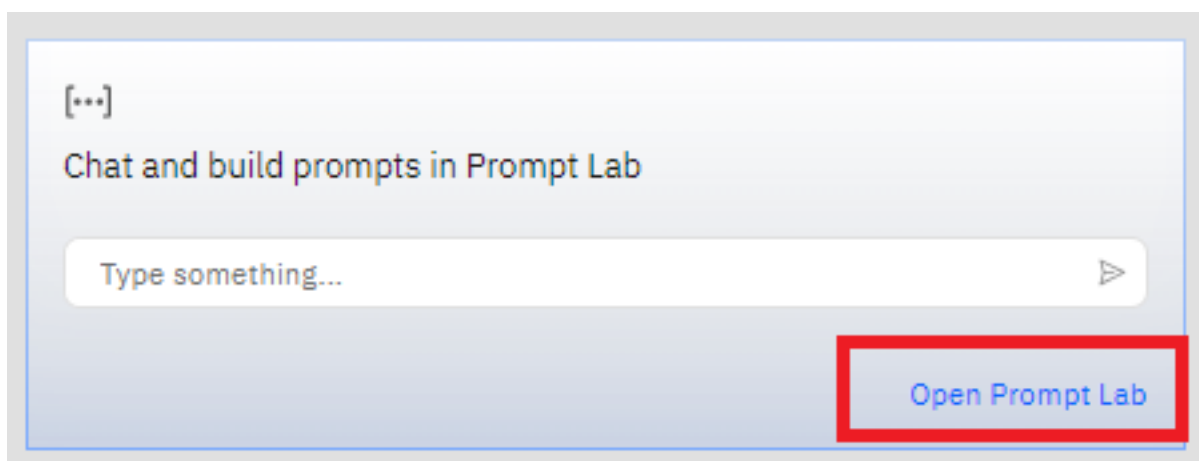 [···]
Chat and build prompts in Prompt Lab
Type something...
Open Prompt Lab